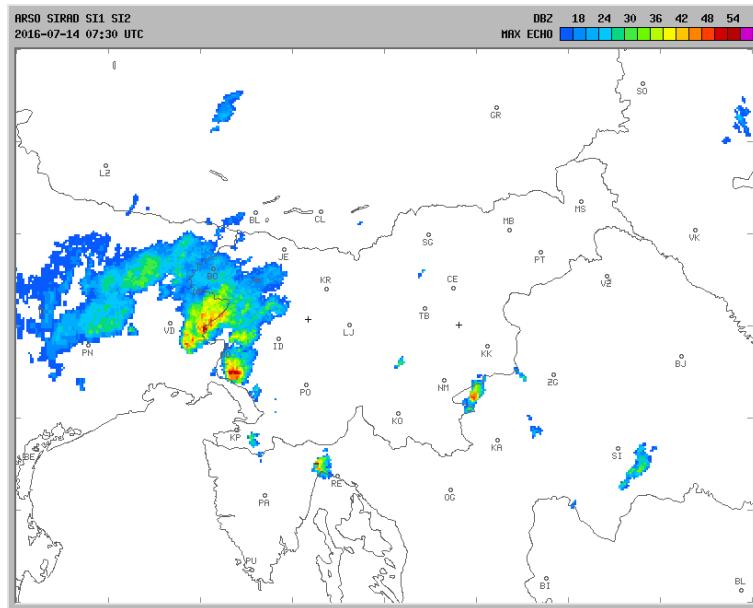 ARSO SIRAD SI1 SI2
2016-07-14 07:30 UTC
DBZ 18 24 30 36 42 48 54
MAX ECHO
SO
GR
LZ
MS
BL
CL
MB
VK
SG
JE
PT
BO
VZ
KR
CE
TB
VD
LJ
ID
PN
KK
BJ
ZG
NM
PO
KO
KP
KA
SI
BE
RE
OG
PA
PU
BI
BL